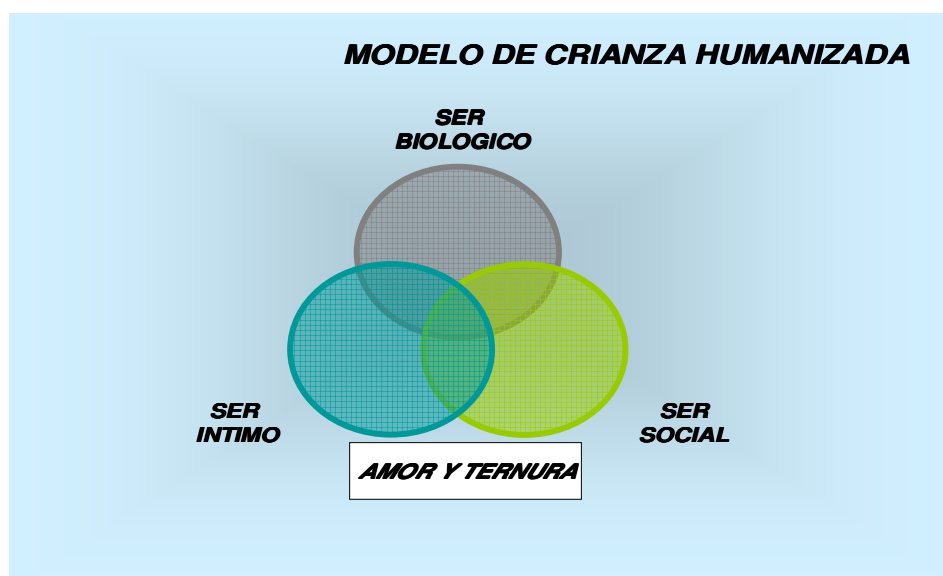 MODELO DE CRIANZA HUMANIZADA
SER
BIOLOGICO
SER
INTIMO
SER
SOCIAL
AMOR Y TERNURA